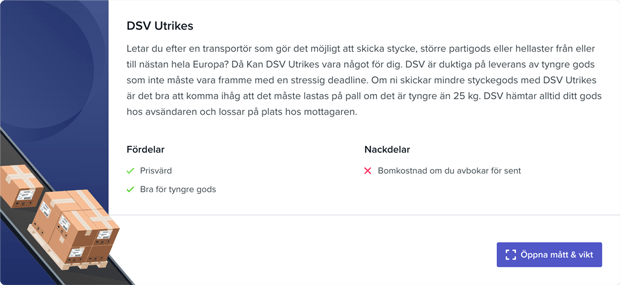 DSV Utrikes
Letar du efter en transportör som gör det möjligt att skicka stycke, större partigods eller hellaster från eller
till nästan hela Europa? Då Kan DSV Utrikes vara något för dig. DSV är duktiga på leverans av tyngre gods
som inte måste vara framme med en stressig deadline. Om ni skickar mindre styckegods med DSV Utrikes
är det bra att komma ihåg att det måste lastas på pall om det är tyngre än 25 kg. DSV hämtar alltid ditt gods
hos avsändaren och lossar på plats hos mottagaren.
Fördelar
Prisvärd
Bra för tyngre gods
Nackdelar
Bomkostnad om du avbokar för sent
Öppna mått & vikt